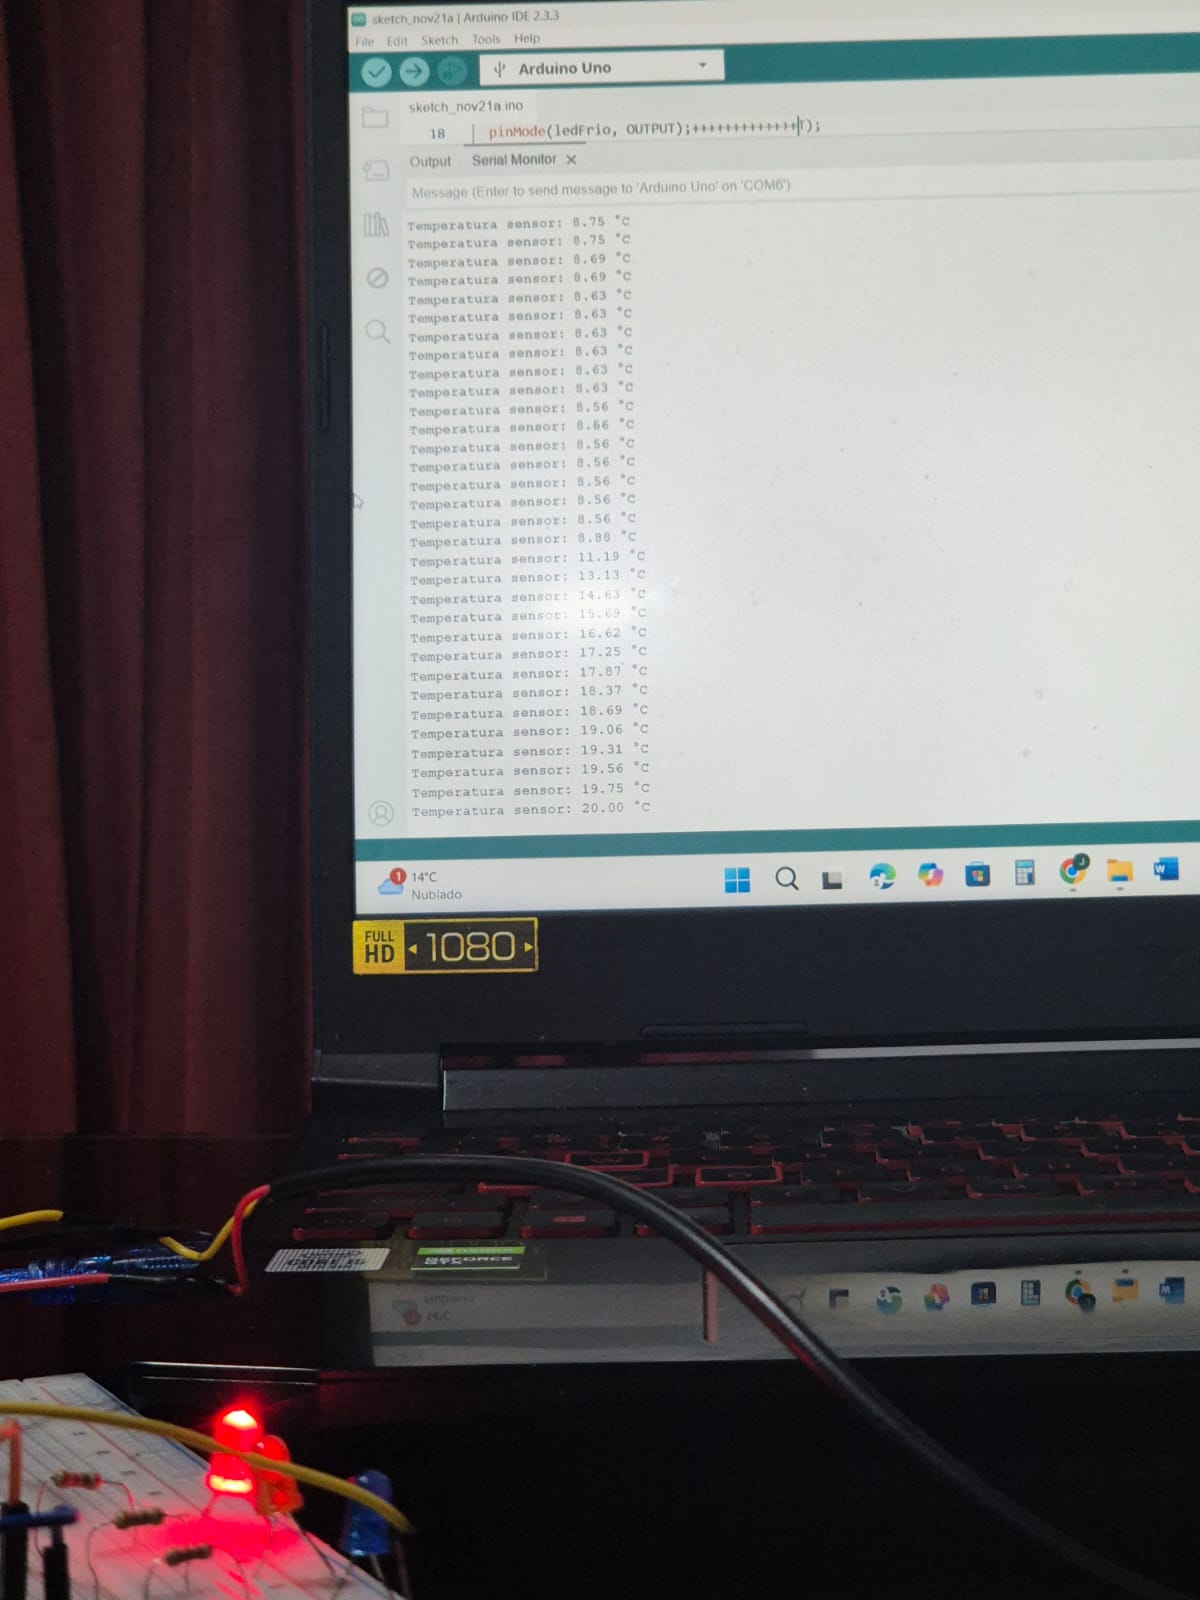 sketch_nov21a | Arduino IDE 2.3.3
File Edit Sketch Tools Help
Arduino Uno
sketch_nov21a.ino
18 pinMode(ledFrio, OUTPUT);+++++++++++++T);
Output Serial Monitor ×
Message (Enter to send message to 'Arduino Uno' on 'COM6')
Temperatura sensor: 8.75 °C
Temperatura sensor: 8.75 °C
Temperatura sensor: 8.69 °C
Temperatura sensor: 8.69 °C
Temperatura sensor: 8.63 °C
Temperatura sensor: 8.63 °C
Temperatura sensor: 8.63 °C
Temperatura sensor: 8.63 °C
Temperatura sensor: 8.63 °C
Temperatura sensor: 8.63 °C
Temperatura sensor: 8.56 °C
Temperatura sensor: 8.56 °C
Temperatura sensor: 8.56 °C
Temperatura sensor: 8.56 °C
Temperatura sensor: 8.56 °C
Temperatura sensor: 8.56 °C
Temperatura sensor: 8.56 °C
Temperatura sensor: 8.88 °C
Temperatura sensor: 11.19 °C
Temperatura sensor: 13.13 °C
Temperatura sensor: 14.63 °C
Temperatura sensor: 15.69 °C
Temperatura sensor: 16.62 °C
Temperatura sensor: 17.25 °C
Temperatura sensor: 17.87 °C
Temperatura sensor: 18.37 °C
Temperatura sensor: 18.69 °C
Temperatura sensor: 19.06 °C
Temperatura sensor: 19.31 °C
Temperatura sensor: 19.56 °C
Temperatura sensor: 19.75 °C
Temperatura sensor: 20.00 °C
1 14°C
Nublado
J
W
FULL HD 1080
GEFORCE